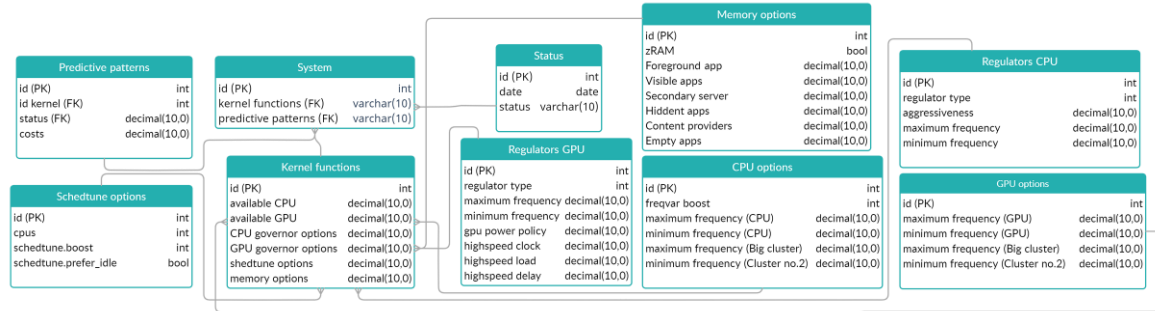 Predictive patterns
id (PK) int
id kernel (FK) int
status (FK) decimal(10,0)
costs decimal(10,0)
System
id (PK) int
kernel functions (FK) varchar(10)
predictive patterns (FK) varchar(10)
Status
id (PK) int
date date
status varchar(10)
Memory options
id (PK) int
zRAM bool
Foreground app decimal(10,0)
Visible apps decimal(10,0)
Secondary server decimal(10,0)
Hiddent apps decimal(10,0)
Content providers decimal(10,0)
Empty apps decimal(10,0)
Regulators CPU
id (PK) int
regulator type int
aggressiveness decimal(10,0)
maximum frequency decimal(10,0)
minimum frequency decimal(10,0)
Schedtune options
id (PK) int
cpus int
schedtune.boost int
schedtune.prefer_idle bool
Kernel functions
id (PK) int
available CPU decimal(10,0)
available GPU decimal(10,0)
CPU governor options decimal(10,0)
GPU governor options decimal(10,0)
shedtune options decimal(10,0)
memory options decimal(10,0)
Regulators GPU
id (PK) int
regulator type int
maximum frequency decimal(10,0)
minimum frequency decimal(10,0)
gpu power policy decimal(10,0)
highspeed clock decimal(10,0)
highspeed load decimal(10,0)
highspeed delay decimal(10,0)
CPU options
id (PK) int
freqvar boost int
maximum frequency (CPU) decimal(10,0)
minimum frequency (CPU) decimal(10,0)
maximum frequency (Big cluster) decimal(10,0)
minimum frequency (Cluster no.2) decimal(10,0)
GPU options
id (PK) int
maximum frequency (GPU) decimal(10,0)
minimum frequency (GPU) decimal(10,0)
maximum frequency (Big cluster) decimal(10,0)
minimum frequency (Cluster no.2) decimal(10,0)